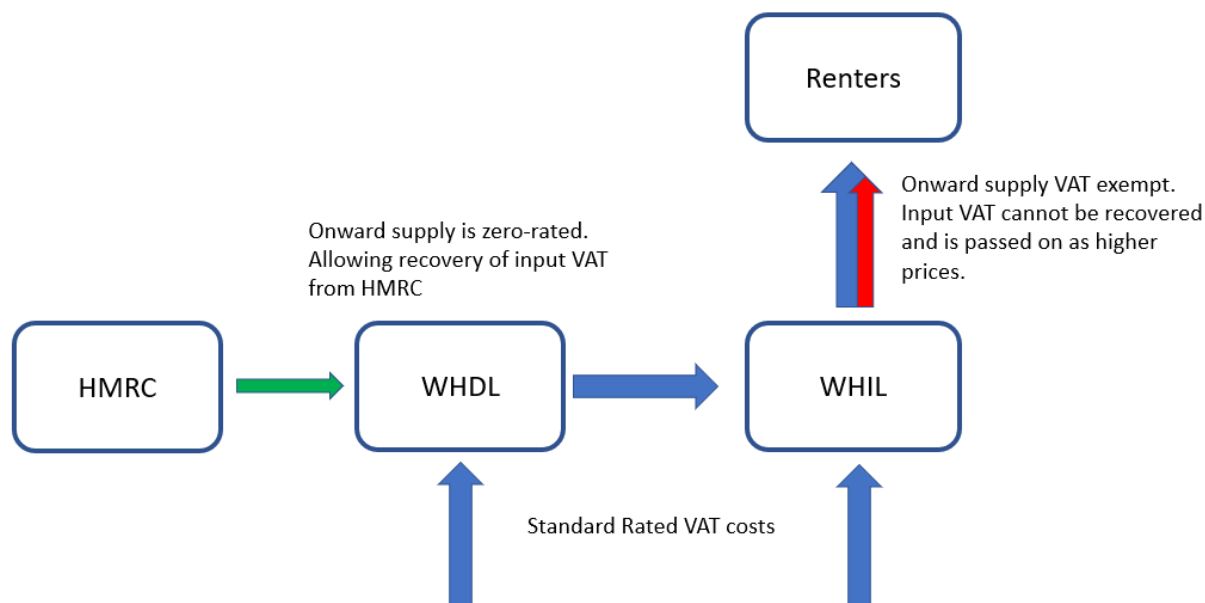 Renters
Onward supply VAT exempt.
Input VAT cannot be recovered
and is passed on as higher
prices.
Onward supply is zero-rated.
Allowing recovery of input VAT
from HMRC
HMRC
WHDL
WHIL
Standard Rated VAT costs